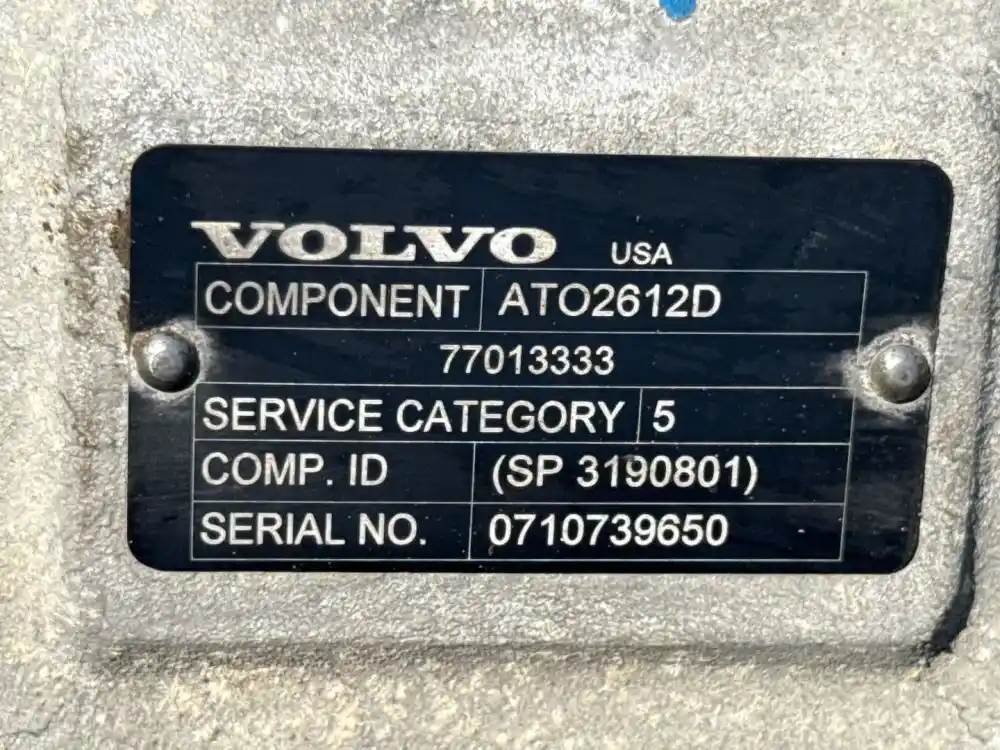 VOLVO USA
COMPONENT ATO2612D
77013333
SERVICE CATEGORY 5
COMP. ID (SP 3190801)
SERIAL NO. 0710739650